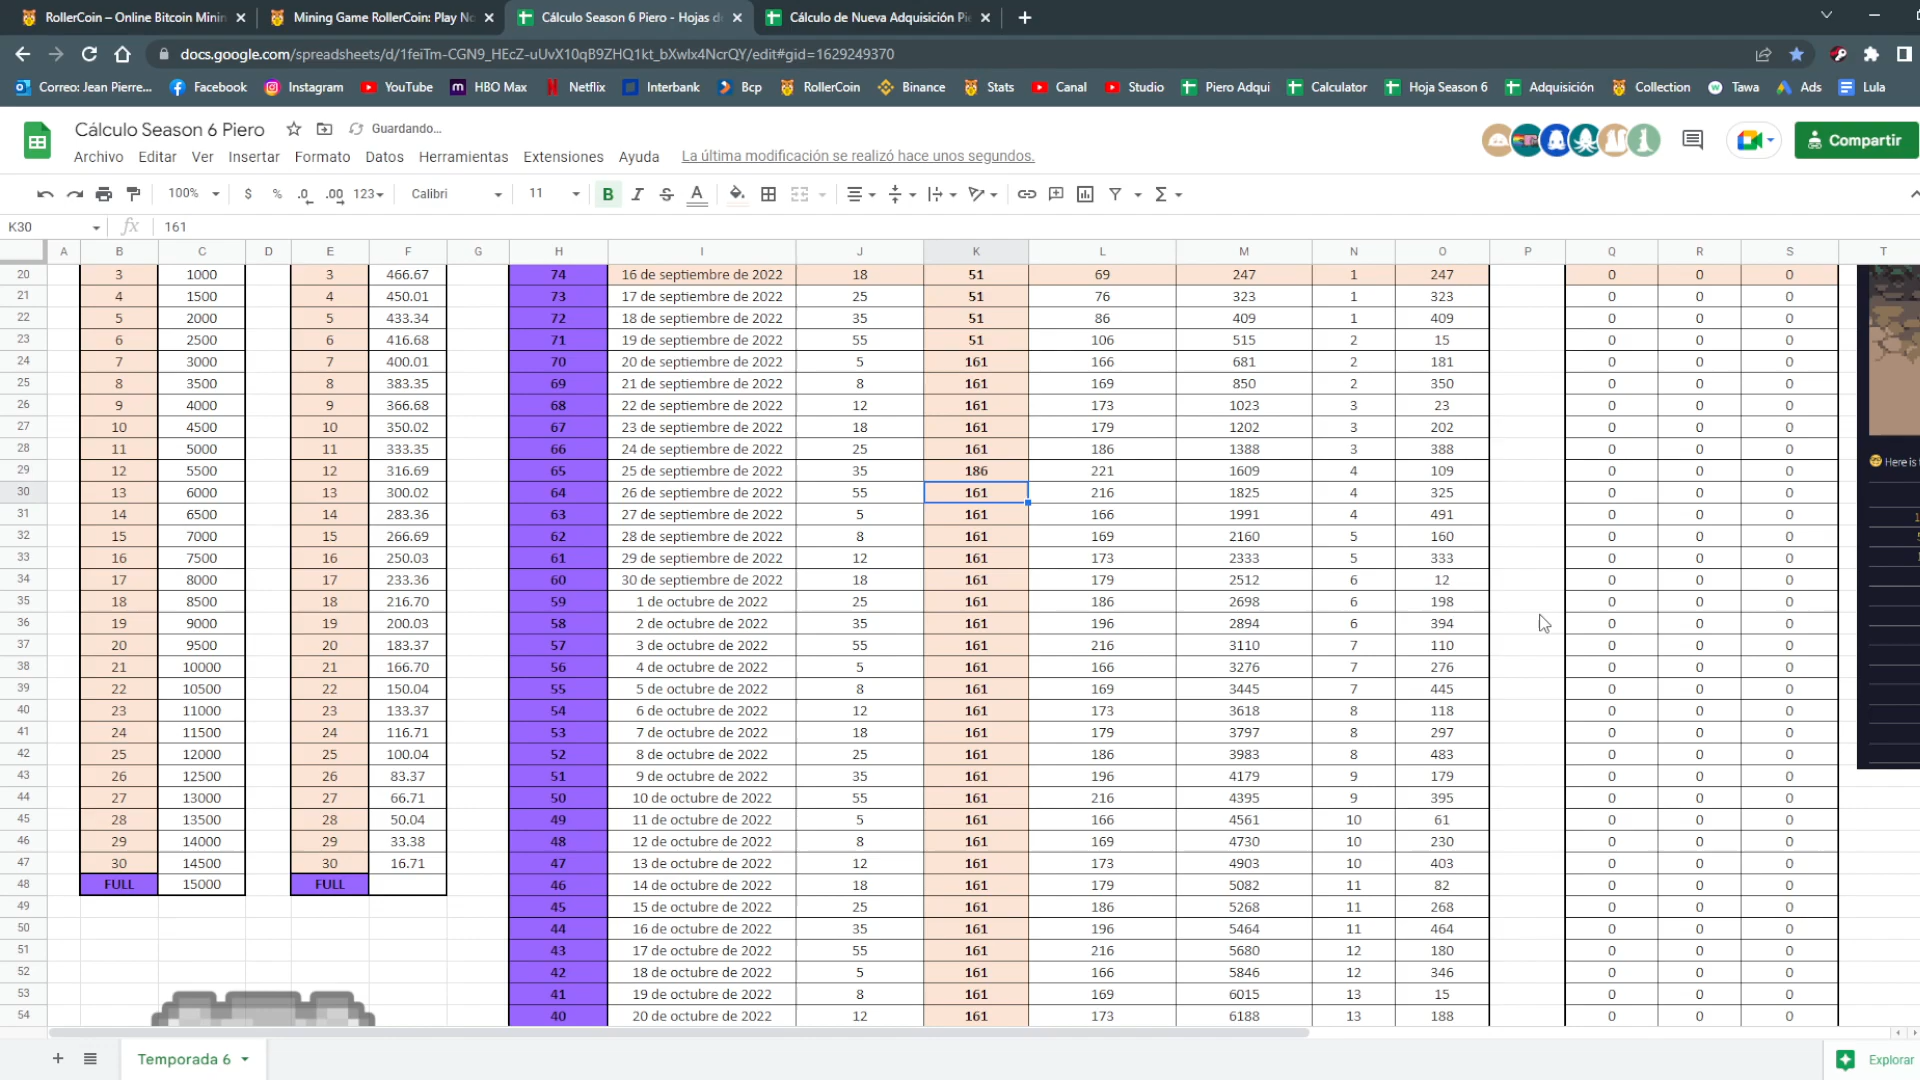 RollerCoin – Online Bitcoin Minin
Mining Game RollerCoin: Play No
Cálculo Season 6 Piero - Hojas d
Cálculo de Nueva Adquisición Pi
docs.google.com/spreadsheets/d/1feiTm-CGN9_HEcZ-uUvX10qB9ZHQ1kt_bXwlx4NcrQY/edit#gid=1629249370
Correo: Jean Pierre... Facebook Instagram YouTube HBO Max Netflix Interbank Bcp RollerCoin Binance Stats Canal Studio Piero Adqui Calculator Hoja Season 6 Adquisición Collection Tawa Ads Lula
Cálculo Season 6 Piero Guardando...
Compartir
Archivo Editar Ver Insertar Formato Datos Herramientas Extensiones Ayuda La última modificación se realizó hace unos segundos.
100% $ % .0 .00 123 Calibri 11 B I S A
K30 fx 161
A B C D E F G H I J K L M N O P Q R S T
20 3 1000 3 466.67 74 16 de septiembre de 2022 18 51 69 247 1 247 0 0 0
21 4 1500 4 450.01 73 17 de septiembre de 2022 25 51 76 323 1 323 0 0 0
22 5 2000 5 433.34 72 18 de septiembre de 2022 35 51 86 409 1 409 0 0 0
23 6 2500 6 416.68 71 19 de septiembre de 2022 55 51 106 515 2 15 0 0 0
24 7 3000 7 400.01 70 20 de septiembre de 2022 5 161 166 681 2 181 0 0 0
25 8 3500 8 383.35 69 21 de septiembre de 2022 8 161 169 850 2 350 0 0 0
26 9 4000 9 366.68 68 22 de septiembre de 2022 12 161 173 1023 3 23 0 0 0
27 10 4500 10 350.02 67 23 de septiembre de 2022 18 161 179 1202 3 202 0 0 0
28 11 5000 11 333.35 66 24 de septiembre de 2022 25 161 186 1388 3 388 0 0 0
29 12 5500 12 316.69 65 25 de septiembre de 2022 35 186 221 1609 4 109 0 0 0
Here is
30 13 6000 13 300.02 64 26 de septiembre de 2022 55 161 216 1825 4 325 0 0 0
31 14 6500 14 283.36 63 27 de septiembre de 2022 5 161 166 1991 4 491 0 0 0
32 15 7000 15 266.69 62 28 de septiembre de 2022 8 161 169 2160 5 160 0 0 0
33 16 7500 16 250.03 61 29 de septiembre de 2022 12 161 173 2333 5 333 0 0 0
34 17 8000 17 233.36 60 30 de septiembre de 2022 18 161 179 2512 6 12 0 0 0
35 18 8500 18 216.70 59 1 de octubre de 2022 25 161 186 2698 6 198 0 0 0
36 19 9000 19 200.03 58 2 de octubre de 2022 35 161 196 2894 6 394 0 0 0
37 20 9500 20 183.37 57 3 de octubre de 2022 55 161 216 3110 7 110 0 0 0
38 21 10000 21 166.70 56 4 de octubre de 2022 5 161 166 3276 7 276 0 0 0
39 22 10500 22 150.04 55 5 de octubre de 2022 8 161 169 3445 7 445 0 0 0
40 23 11000 23 133.37 54 6 de octubre de 2022 12 161 173 3618 8 118 0 0 0
41 24 11500 24 116.71 53 7 de octubre de 2022 18 161 179 3797 8 297 0 0 0
42 25 12000 25 100.04 52 8 de octubre de 2022 25 161 186 3983 8 483 0 0 0
43 26 12500 26 83.37 51 9 de octubre de 2022 35 161 196 4179 9 179 0 0 0
44 27 13000 27 66.71 50 10 de octubre de 2022 55 161 216 4395 9 395 0 0 0
45 28 13500 28 50.04 49 11 de octubre de 2022 5 161 166 4561 10 61 0 0 0
46 29 14000 29 33.38 48 12 de octubre de 2022 8 161 169 4730 10 230 0 0 0
47 30 14500 30 16.71 47 13 de octubre de 2022 12 161 173 4903 10 403 0 0 0
48 FULL 15000 FULL 46 14 de octubre de 2022 18 161 179 5082 11 82 0 0 0
49 45 15 de octubre de 2022 25 161 186 5268 11 268 0 0 0
50 44 16 de octubre de 2022 35 161 196 5464 11 464 0 0 0
51 43 17 de octubre de 2022 55 161 216 5680 12 180 0 0 0
52 42 18 de octubre de 2022 5 161 166 5846 12 346 0 0 0
53 41 19 de octubre de 2022 8 161 169 6015 13 15 0 0 0
54 40 20 de octubre de 2022 12 161 173 6188 13 188 0 0 0
Temporada 6
Explorar